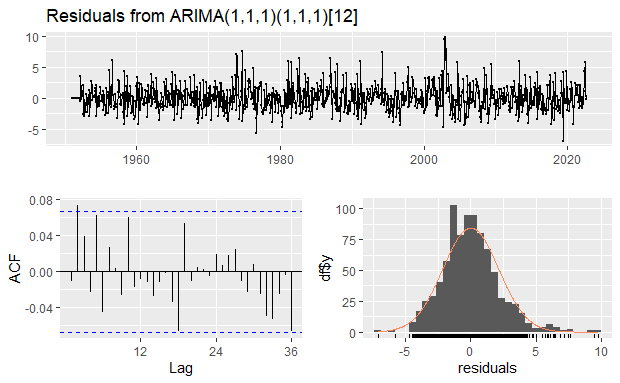 Residuals from ARIMA(1,1,1)(1,1,1)[12]
10
5
0
-5
1960 1980 2000 2020
0.08
0.04
0.00
-0.04
ACF
12 24 36
Lag
100
75
50
25
0
df$y
-5 0 5 10
residuals